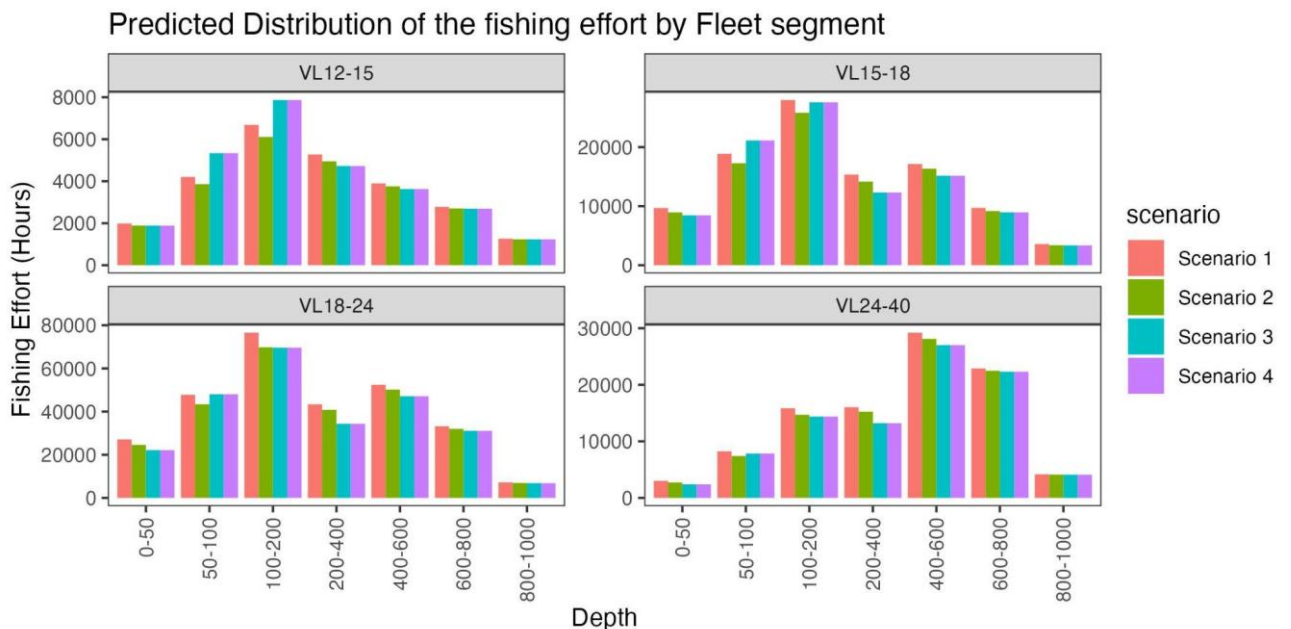 Predicted Distribution of the fishing effort by Fleet segment
VL12-15
VL15-18
8000
6000
4000
2000
0
20000
10000
0
VL18-24
VL24-40
80000
60000
40000
20000
0
30000
20000
10000
0
Fishing Effort (Hours)
0-50
50-100
100-200
200-400
400-600
600-800
800-1000
0-50
50-100
100-200
200-400
400-600
600-800
800-1000
Depth
scenario
Scenario 1
Scenario 2
Scenario 3
Scenario 4